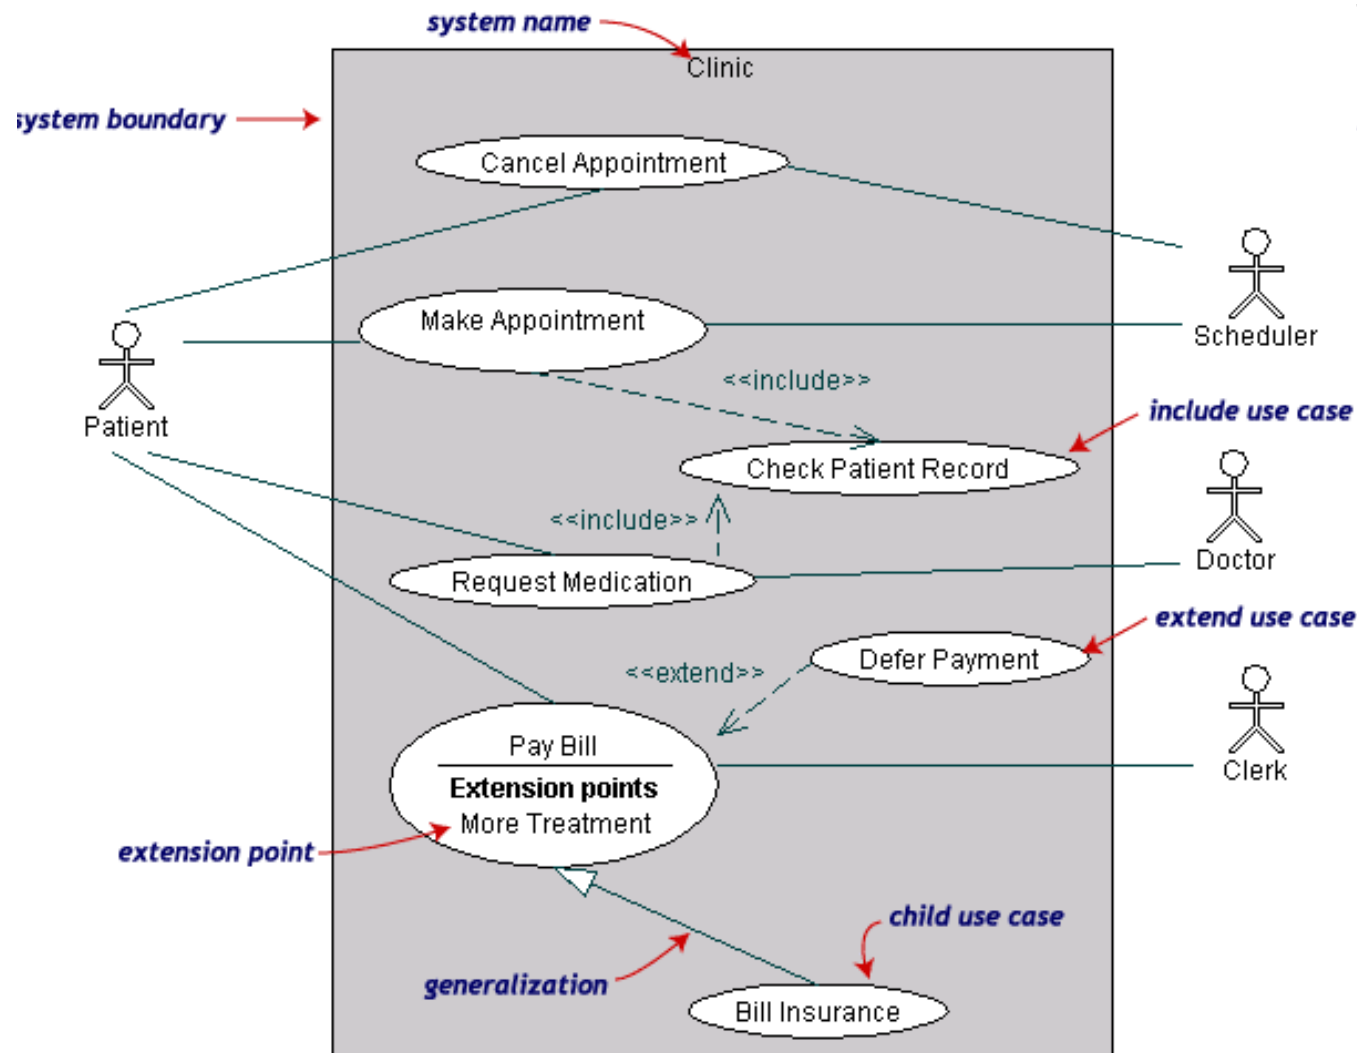 system name
Clinic
system boundary
Cancel Appointment
Make Appointment
Scheduler
<<include>>
Patient
include use case
Check Patient Record
<<include>>
Doctor
Request Medication
extend use case
Defer Payment
<<extend>>
Pay Bill
Clerk
Extension points
More Treatment
extension point
child use case
generalization
Bill Insurance